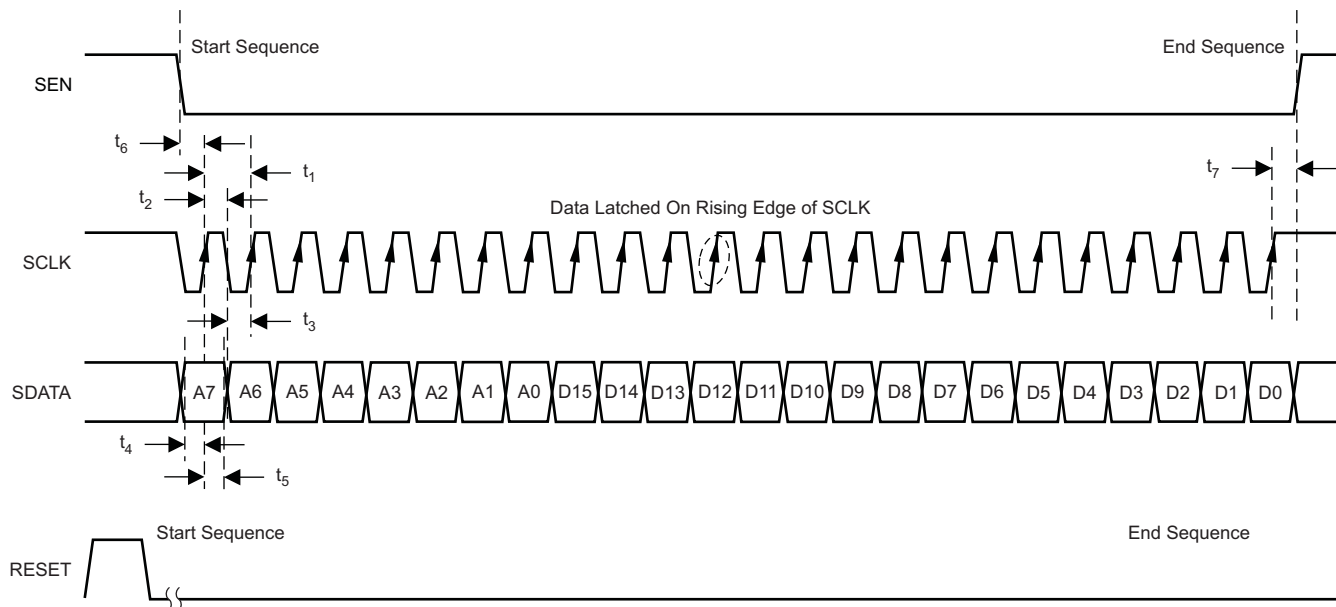 Start Sequence
End Sequence
SEN
t6
t1
t7
t2
Data Latched On Rising Edge of SCLK
SCLK
t3
SDATA
A7 A6 A5 A4 A3 A2 A1 A0 D15 D14 D13 D12 D11 D10 D9 D8 D7 D6 D5 D4 D3 D2 D1 D0
t4
t5
Start Sequence
End Sequence
RESET